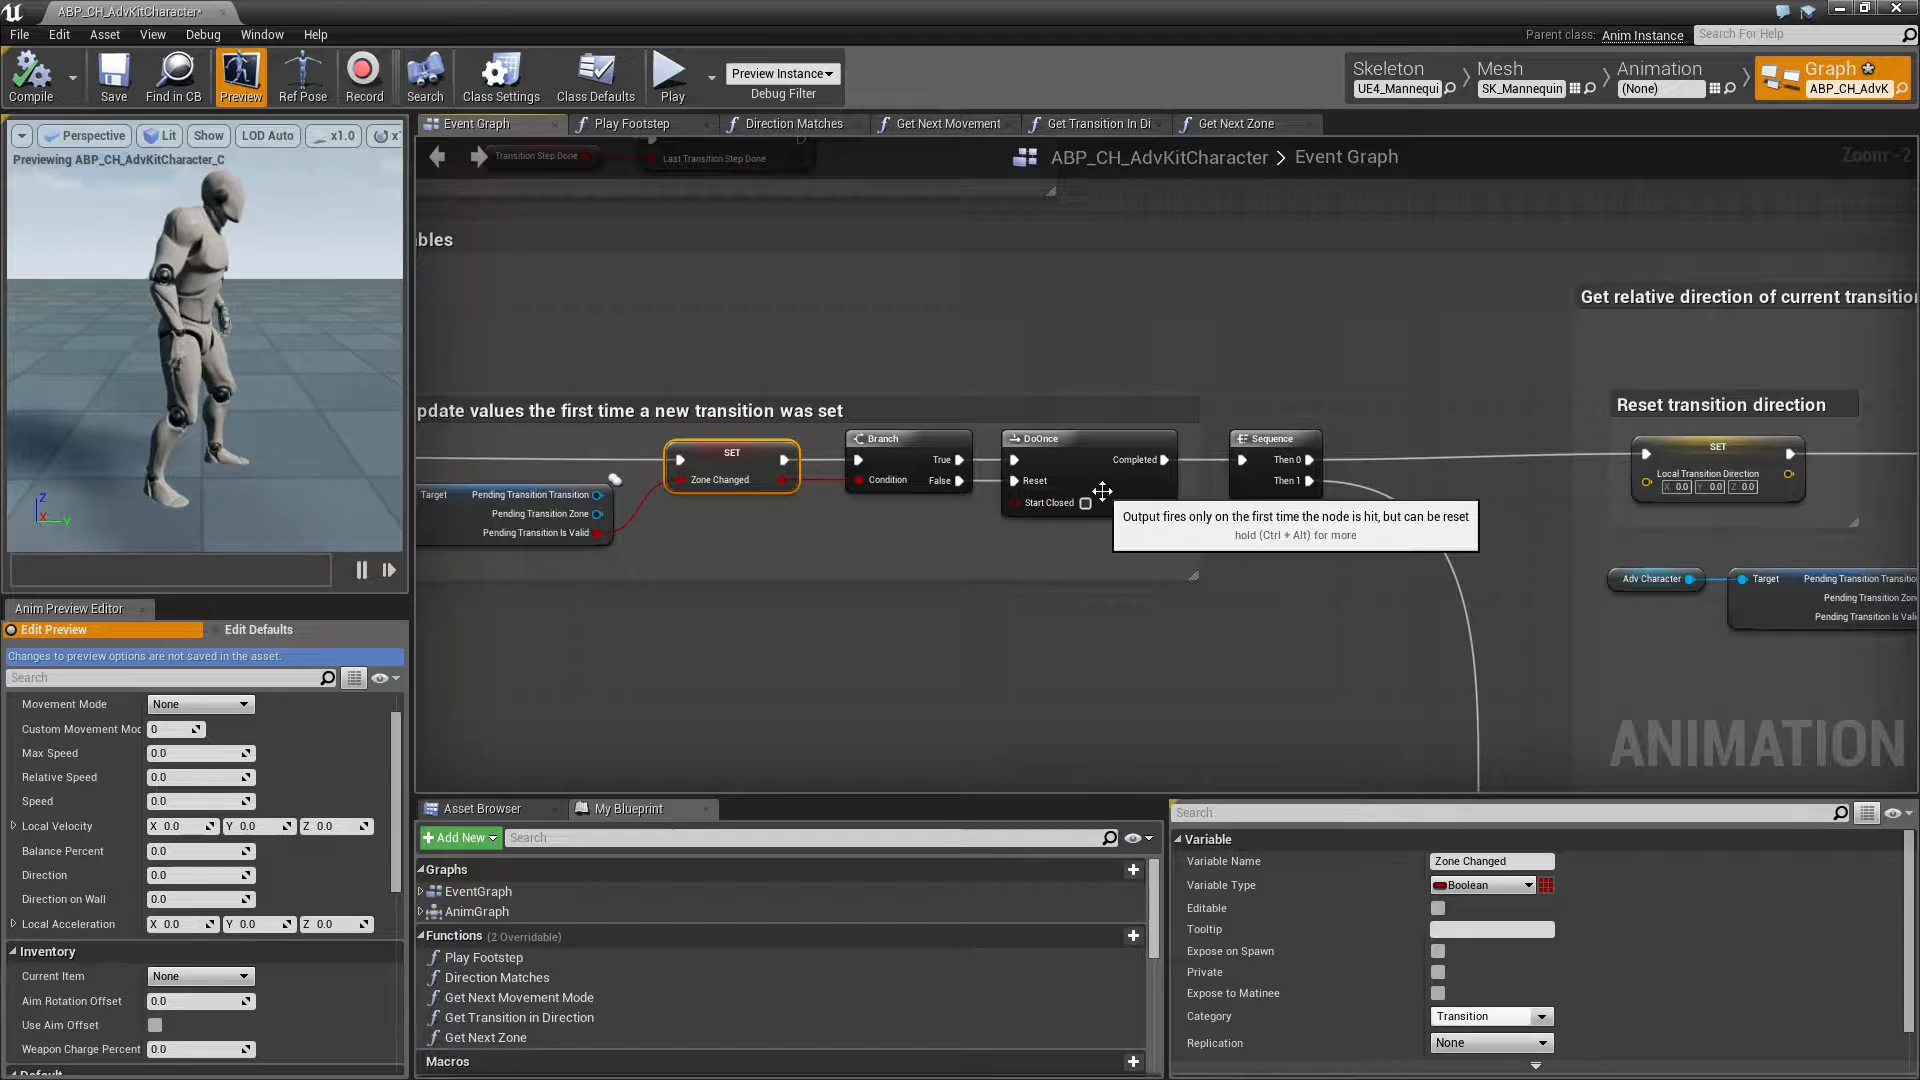 ABP_CH_AdvKitCharacter*
File Edit Asset View Debug Window Help
Parent class: Anim Instance
Search For Help
Compile
Save
Find in CB
Preview
Ref Pose
Record
Search
Class Settings
Class Defaults
Play
Preview Instance
Debug Filter
Skeleton
UE4_Mannequi
Mesh
SK_Mannequin
Animation
(None)
Graph
ABP_CH_AdvK
Perspective Lit Show LOD Auto x1.0
Previewing ABP_CH_AdvKitCharacter_C
Z
X
Y
Event Graph
Play Footstep
Direction Matches
Get Next Movement
Get Transition In Di
Get Next Zone
Transition Step Done
Last Transition Step Done
ABP_CH_AdvKitCharacter > Event Graph
Zoom -2
bles
pdate values the first time a new transition was set
Target
Pending Transition Transition
Pending Transition Zone
Pending Transition Is Valid
SET
Zone Changed
Branch
True
Condition False
DoOnce
Completed
Reset
Start Closed
Sequence
Then 0
Then 1
Output fires only on the first time the node is hit, but can be reset
hold (Ctrl + Alt) for more
Get relative direction of current transitio
Reset transition direction
SET
Local Transition Direction
X 0.0 Y 0.0 Z 0.0
Adv Character
Target
Pending Transition Transitio
Pending Transition Zon
Pending Transition Is Vali
ANIMATION
Anim Preview Editor
Edit Preview
Edit Defaults
Changes to preview options are not saved in the asset.
Search
Movement Mode None
Custom Movement Moc 0
Max Speed 0.0
Relative Speed 0.0
Speed 0.0
Local Velocity X 0.0 Y 0.0 Z 0.0
Balance Percent 0.0
Direction 0.0
Direction on Wall 0.0
Local Acceleration X 0.0 Y 0.0 Z 0.0
Inventory
Current Item None
Aim Rotation Offset 0.0
Use Aim Offset
Weapon Charge Percent 0.0
Default
Asset Browser
My Blueprint
Add New
Search
Graphs
EventGraph
AnimGraph
Functions (2 Overridable)
Play Footstep
Direction Matches
Get Next Movement Mode
Get Transition in Direction
Get Next Zone
Macros
Search
Variable
Variable Name Zone Changed
Variable Type Boolean
Editable
Tooltip
Expose on Spawn
Private
Expose to Matinee
Category Transition
Replication None